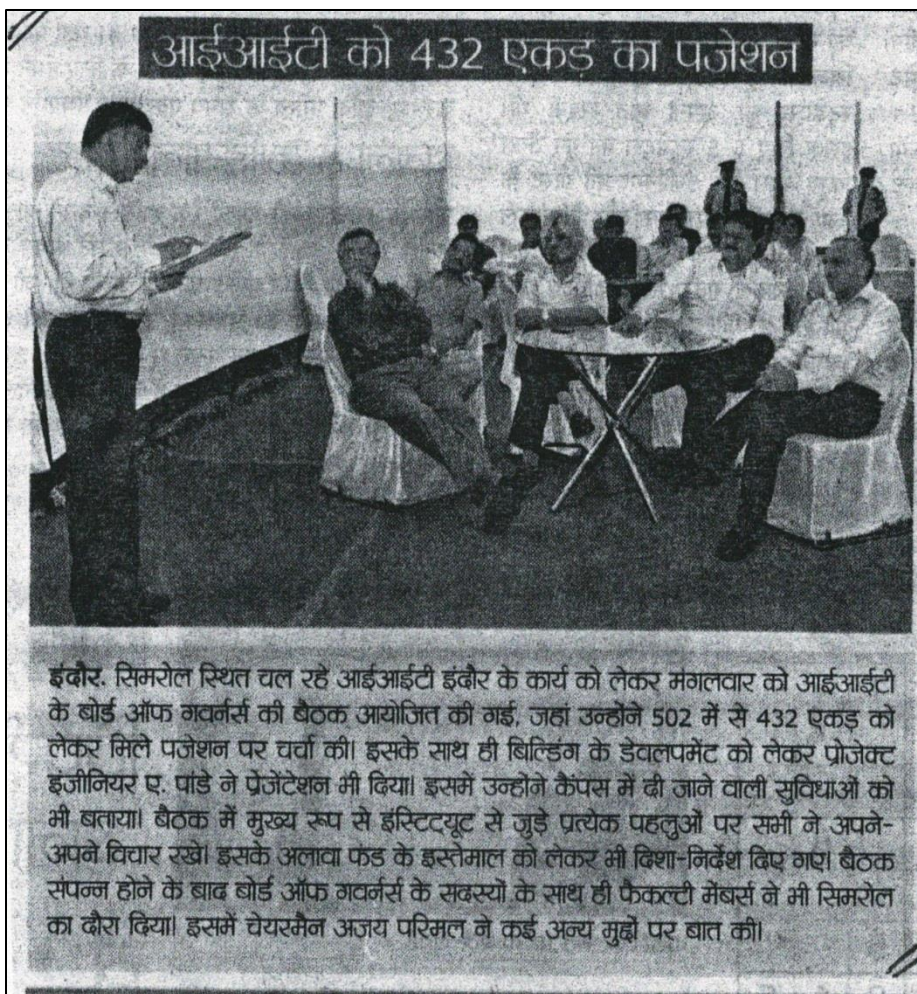 आईआईटी को 432 एकड़ का पजेशन
इंदौर. सिमरोल स्थित चल रहे आईआईटी इंदौर के कार्य को लेकर मंगलवार को आईआईटी
के बोर्ड ऑफ गवर्नर्स की बैठक आयोजित की गई, जहां उन्होंने 502 में से 432 एकड़ को
लेकर मिले पजेशन पर चर्चा की। इसके साथ ही बिल्डिंग के डेवलपमेंट को लेकर प्रोजेक्ट
इंजीनियर ए. पांडे ने प्रेजेंटेशन भी दिया। इसमें उन्होंने कैंपस में दी जाने वाली सुविधाओं को
भी बताया। बैठक में मुख्य रूप से इंस्टिट्यूट से जुड़े प्रत्येक पहलुओं पर सभी ने अपने-
अपने विचार रखे। इसके अलावा फंड के इस्तेमाल को लेकर भी दिशा-निर्देश दिए गए। बैठक
संपन्न होने के बाद बोर्ड ऑफ गवर्नर्स के सदस्यों के साथ ही फैकल्टी मेंबर्स ने भी सिमरोल
का दौरा दिया। इसमें चेयरमैन अजय परिमल ने कई अन्य मुद्दों पर बात की।